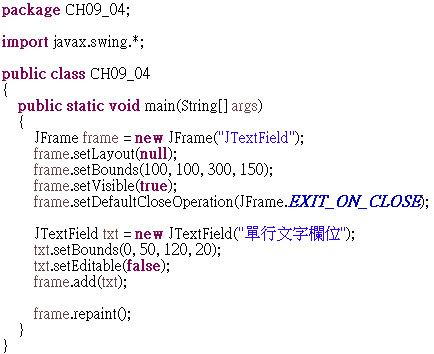 package CH09_04;
import javax.swing.*;
public class CH09_04
{
public static void main(String[] args)
{
JFrame frame = new JFrame("JTextField");
frame.setLayout(null);
frame.setBounds(100, 100, 300, 150);
frame.setVisible(true);
frame.setDefaultCloseOperation(JFrame.EXIT_ON_CLOSE);
JTextField txt = new JTextField("單行文字欄位");
txt.setBounds(0, 50, 120, 20);
txt.setEditable(false);
frame.add(txt);
frame.repaint();
}
}